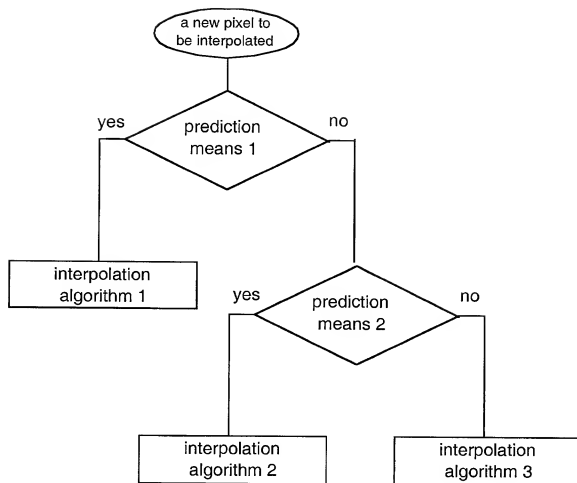 a new pixel to
be interpolated
yes
prediction
means 1
no
interpolation
algorithm 1
yes
prediction
means 2
no
interpolation
algorithm 2
interpolation
algorithm 3